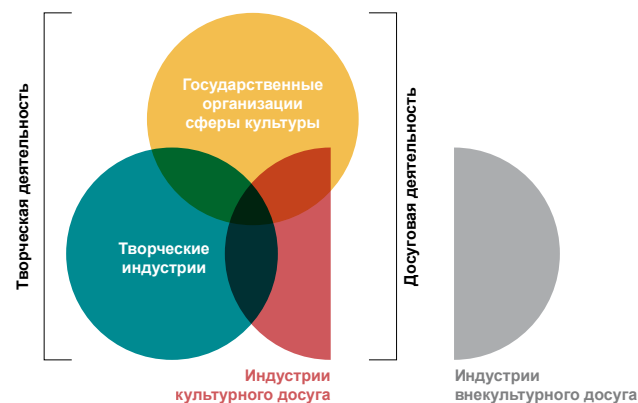 Творческая деятельность
Государственные
организации
сферы культуры
Творческие
индустрии
Досуговая деятельность
Индустрии
культурного досуга
Индустрии
внекультурного досуга